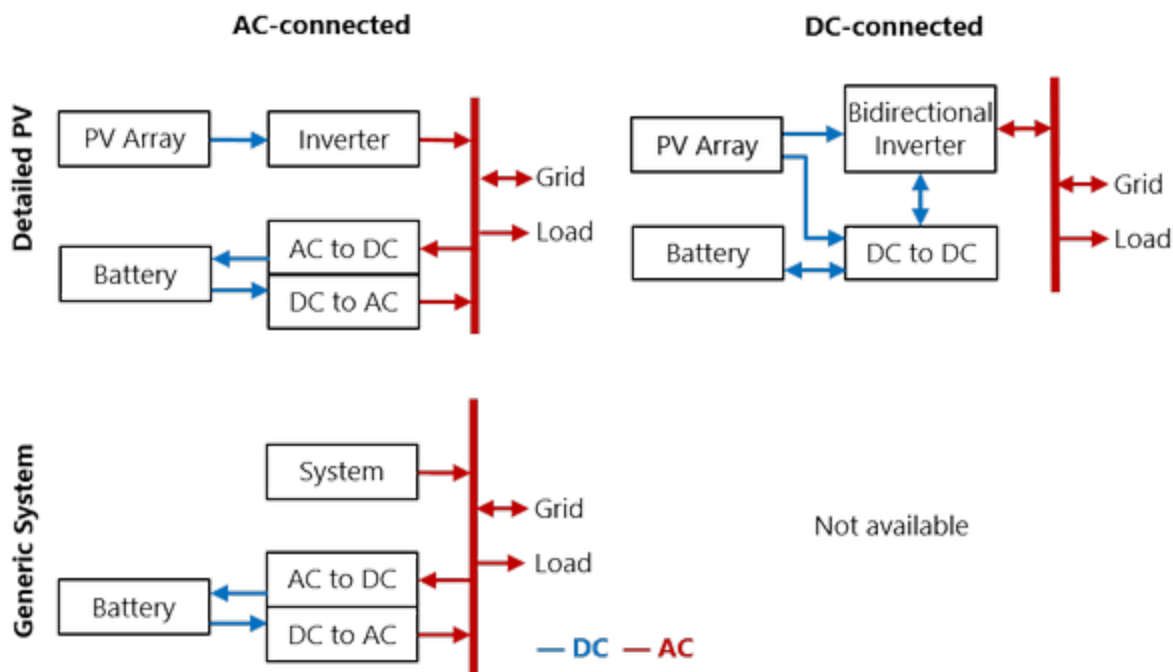 AC-connected
DC-connected
Detailed PV
PV Array
Inverter
Grid
Load
AC to DC
Battery
DC to AC
PV Array
Bidirectional
Inverter
Grid
Load
Battery
DC to DC
Generic System
System
Grid
Load
AC to DC
Battery
DC to AC
Not available
DC
AC